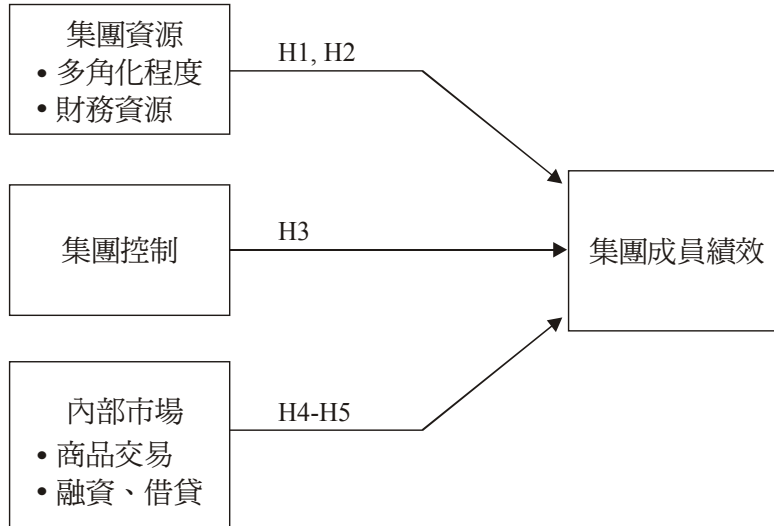 集團資源
• 多角化程度
• 財務資源
H1, H2
集團控制
H3
集團成員績效
內部市場
• 商品交易
• 融資、借貸
H4-H5